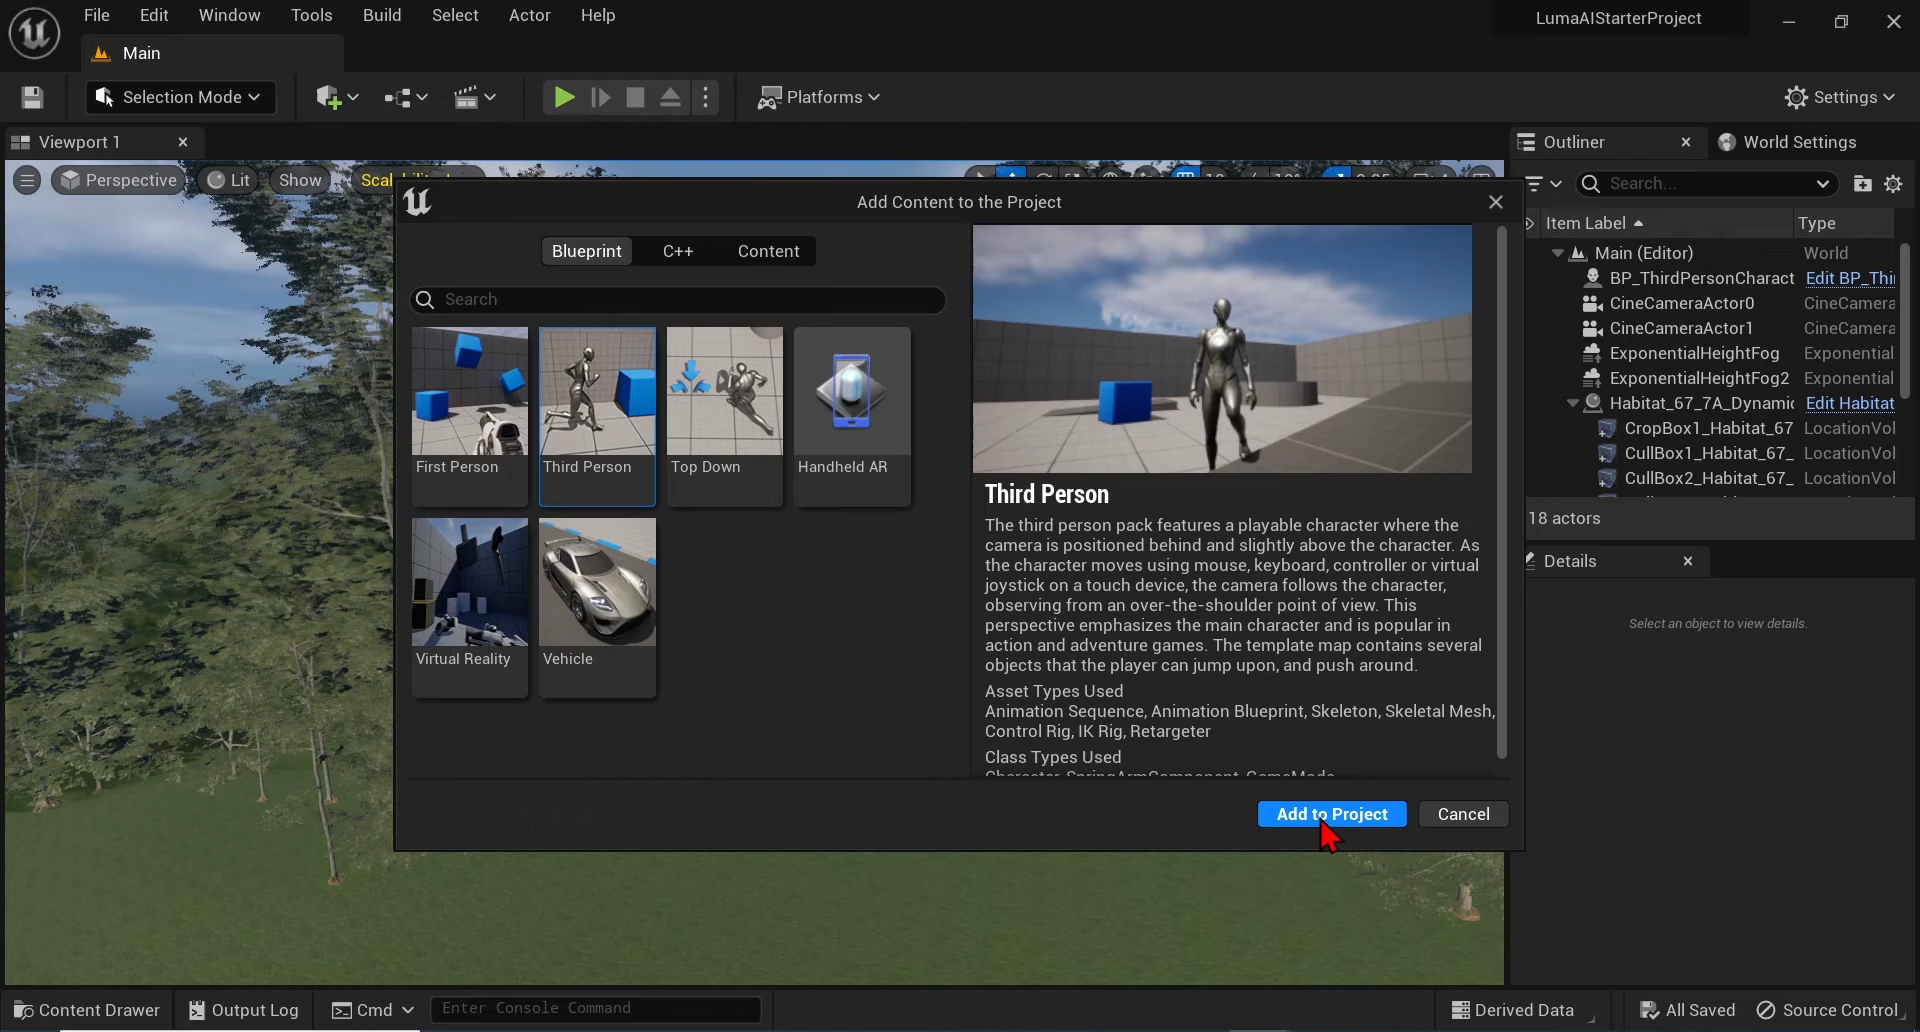 File Edit Window Tools Build Select Actor Help
LumaAIStarterProject
Main
Selection Mode
Platforms
Settings
Viewport 1
Outliner
World Settings
Perspective
Lit
Show
Search...
Add Content to the Project
Item Label
Type
Blueprint
C++
Content
Main (Editor)
World
BP_ThirdPersonCharact
Edit BP_Thi
Search
CineCameraActor0
CineCamera
CineCameraActor1
CineCamera
ExponentialHeightFog
Exponential
ExponentialHeightFog2
Exponential
Habitat_67_7A_Dynamic
Edit Habitat
CropBox1_Habitat_67
LocationVol
CullBox1_Habitat_67_
LocationVol
CullBox2_Habitat_67_
LocationVol
First Person
Third Person
Top Down
Handheld AR
18 actors
Third Person
The third person pack features a playable character where the
camera is positioned behind and slightly above the character. As
the character moves using mouse, keyboard, controller or virtual
joystick on a touch device, the camera follows the character,
observing from an over-the-shoulder point of view. This
perspective emphasizes the main character and is popular in
action and adventure games. The template map contains several
objects that the player can jump upon, and push around.
Details
Select an object to view details.
Virtual Reality
Vehicle
Asset Types Used
Animation Sequence, Animation Blueprint, Skeleton, Skeletal Mesh,
Control Rig, IK Rig, Retargeter
Class Types Used
Character, SpringArmComponent, GameMode
Add to Project
Cancel
Content Drawer
Output Log
Cmd
Enter Console Command
Derived Data
All Saved
Source Control